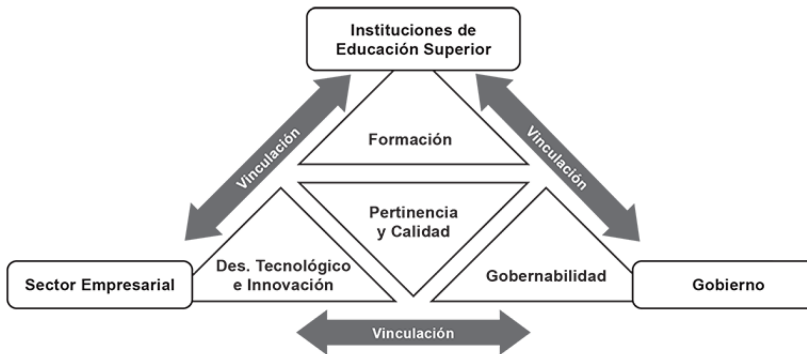 Instituciones de
Educación Superior
Formación
Vinculación
Vinculación
Pertinencia
y Calidad
Des. Tecnológico
e Innovación
Gobernabilidad
Sector Empresarial
Gobierno
Vinculación